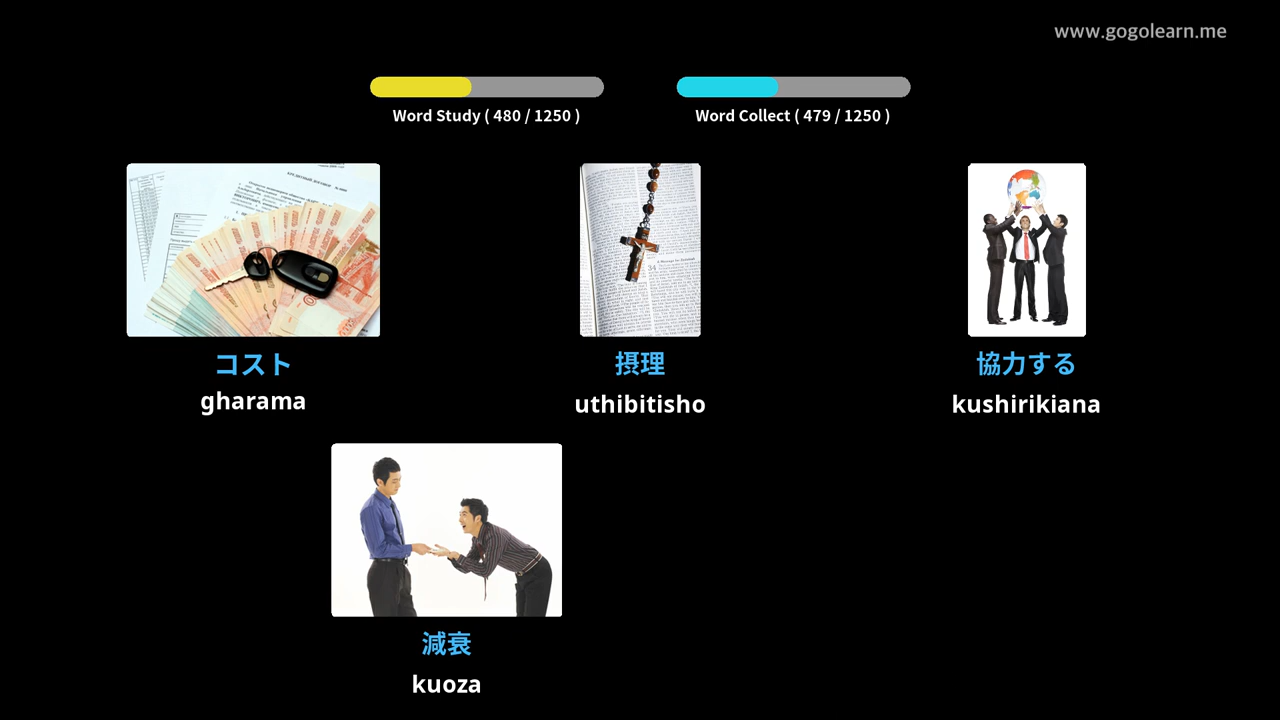 www.gogolearn.me
Word Study ( 480 / 1250 )
Word Collect ( 479 / 1250 )
コスト
gharama
摂理
uthibitisho
協力する
kushirikiana
減衰
kuoza